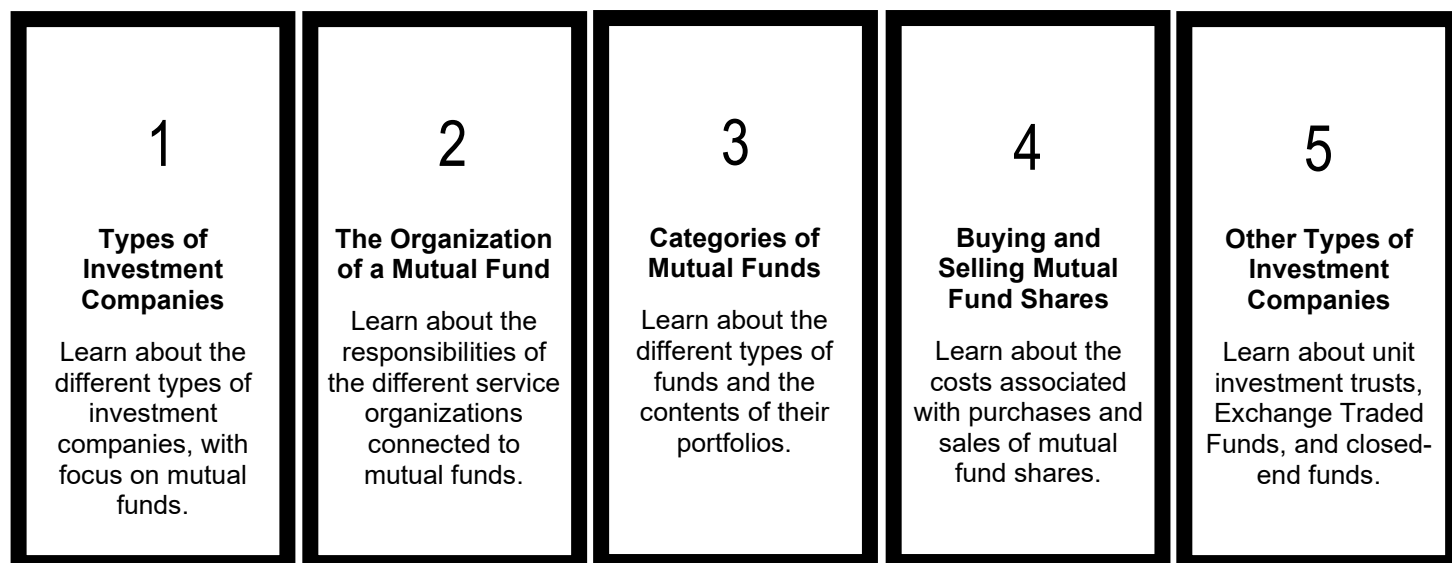 1
Types of
Investment
Companies
Learn about the
different types of
investment
companies, with
focus on mutual
funds.
2
The Organization
of a Mutual Fund
Learn about the
responsibilities of
the different service
organizations
connected to
mutual funds.
3
Categories of
Mutual Funds
Learn about the
different types of
funds and the
contents of their
portfolios.
4
Buying and
Selling Mutual
Fund Shares
Learn about the
costs associated
with purchases and
sales of mutual
fund shares.
5
Other Types of
Investment
Companies
Learn about unit
investment trusts,
Exchange Traded
Funds, and closed-
end funds.